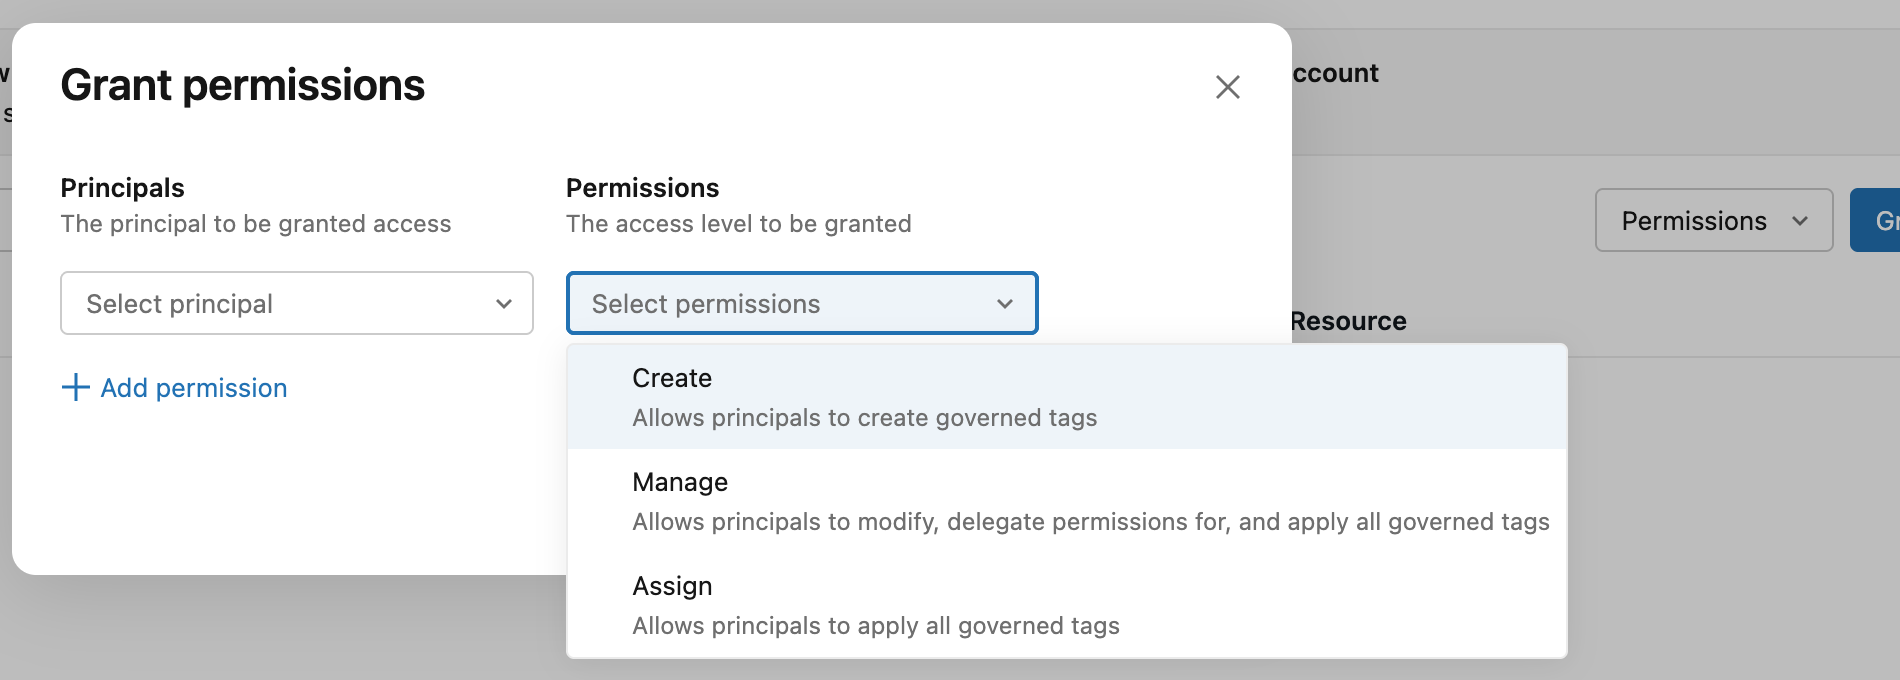 Grant permissions
ccount
Principals
The principal to be granted access
Permissions
The access level to be granted
Permissions
Gr
Select principal
Select permissions
Resource
Add permission
Create
Allows principals to create governed tags
Manage
Allows principals to modify, delegate permissions for, and apply all governed tags
Assign
Allows principals to apply all governed tags